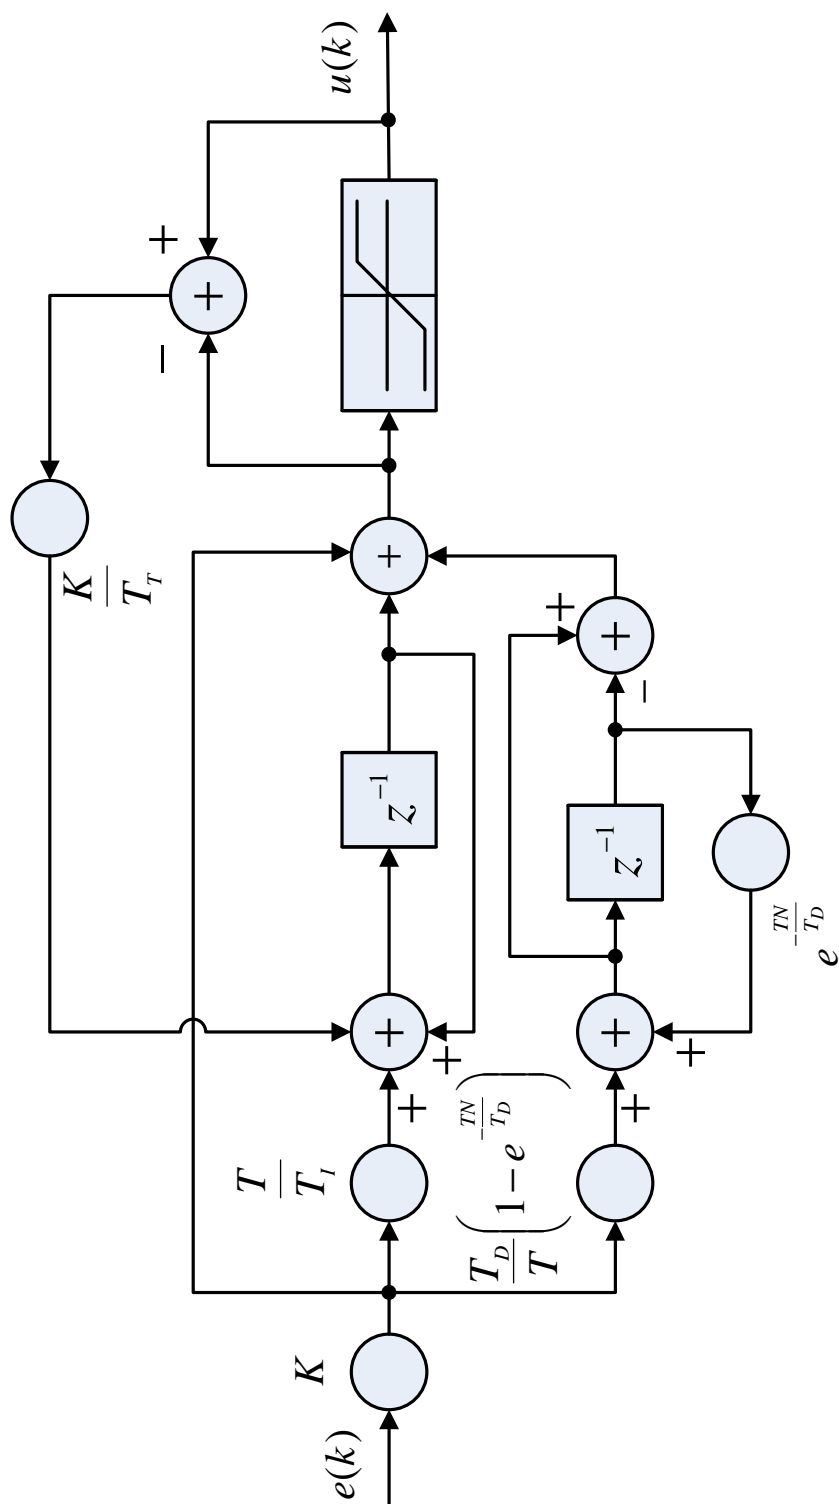 e(k)
K
T/T_I
T_D/T (1 − e^{−TN/T_D})
+
+
+
+
+
+
z^{-1}
z^{-1}
e^{−TN/T_D}
−
+
+
+
K/T_T
−
+
+
u(k)